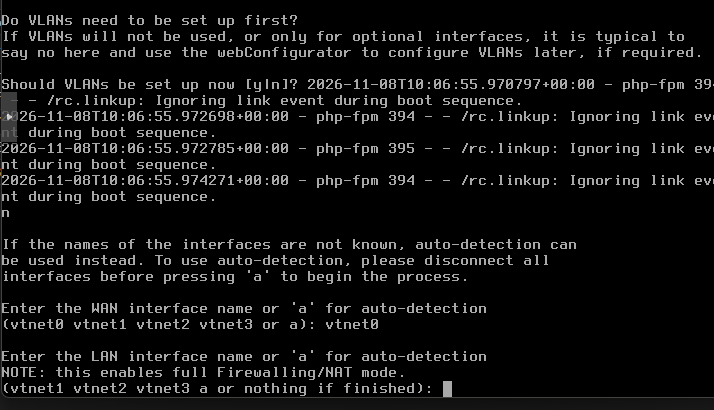 Do VLANs need to be set up first?
If VLANs will not be used, or only for optional interfaces, it is typical to
say no here and use the webConfigurator to configure VLANs later, if required.
Should VLANs be set up now [y|n]? 2026-11-08T10:06:55.970797+00:00 - php-fpm 394
- - /rc.linkup: Ignoring link event during boot sequence.
2026-11-08T10:06:55.972698+00:00 - php-fpm 394 - - /rc.linkup: Ignoring link eve
nt during boot sequence.
2026-11-08T10:06:55.972785+00:00 - php-fpm 395 - - /rc.linkup: Ignoring link eve
nt during boot sequence.
2026-11-08T10:06:55.974271+00:00 - php-fpm 394 - - /rc.linkup: Ignoring link eve
nt during boot sequence.
n
If the names of the interfaces are not known, auto-detection can
be used instead. To use auto-detection, please disconnect all
interfaces before pressing 'a' to begin the process.
Enter the WAN interface name or 'a' for auto-detection
(vtnet0 vtnet1 vtnet2 vtnet3 or a): vtnet0
Enter the LAN interface name or 'a' for auto-detection
NOTE: this enables full Firewalling/NAT mode.
(vtnet1 vtnet2 vtnet3 a or nothing if finished):